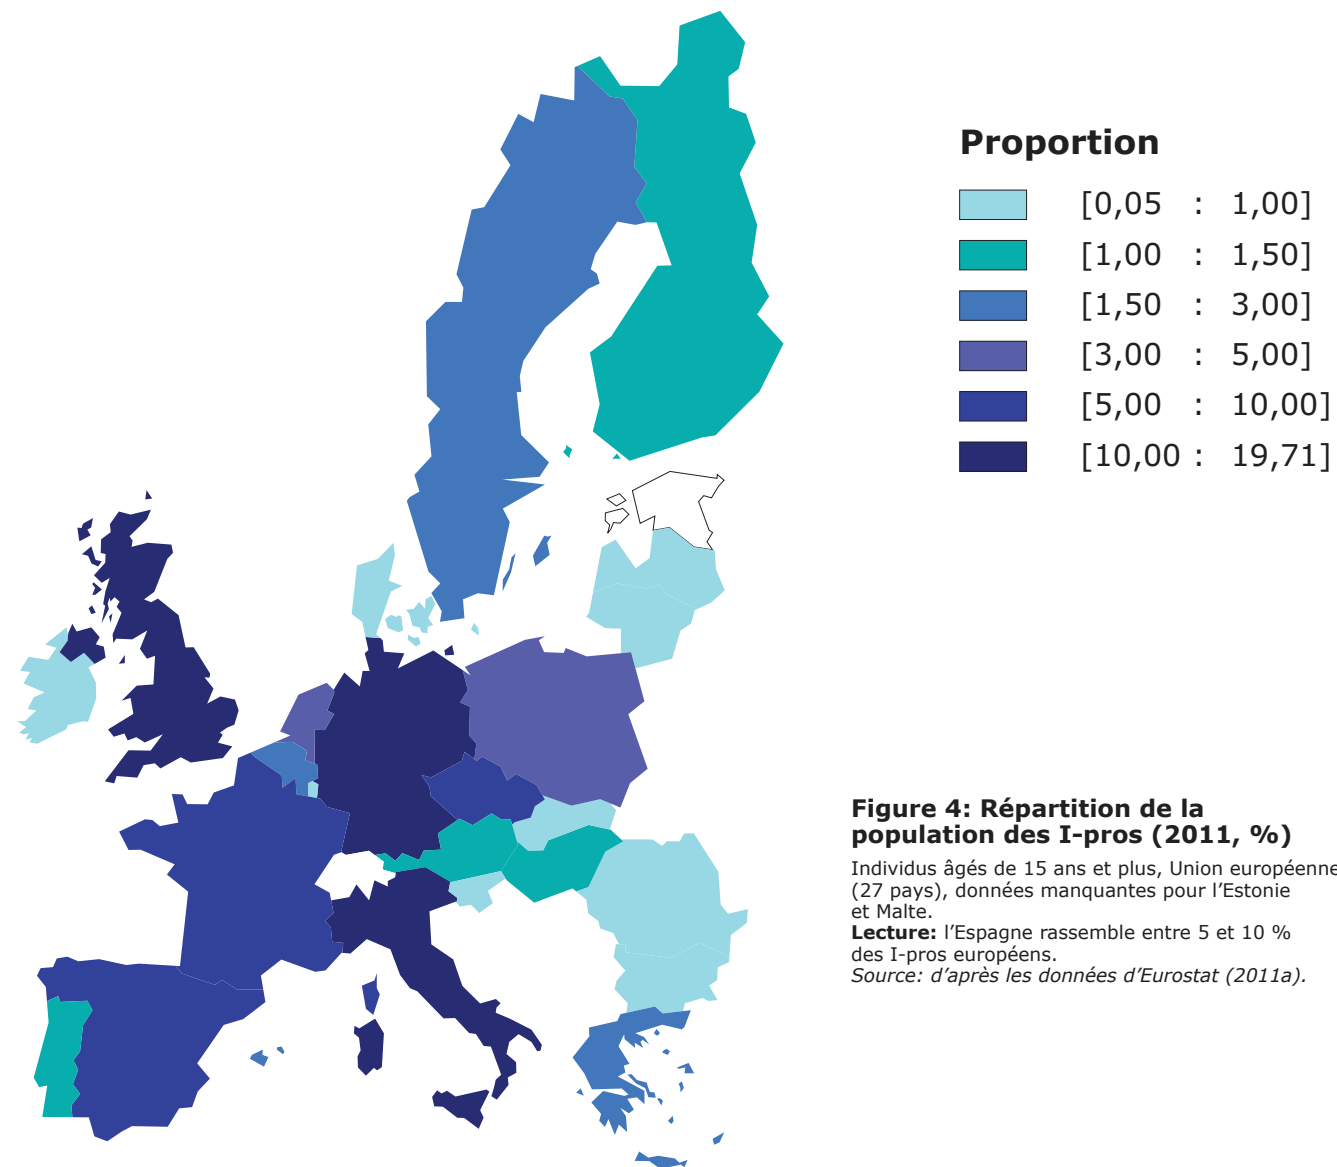 Proportion
[0,05 : 1,00]
[1,00 : 1,50]
[1,50 : 3,00]
[3,00 : 5,00]
[5,00 : 10,00]
[10,00 : 19,71]
Figure 4: Répartition de la
population des I-pros (2011, %)
Individus âgés de 15 ans et plus, Union européenne
(27 pays), données manquantes pour l’Estonie
et Malte.
Lecture: l’Espagne rassemble entre 5 et 10 %
des I-pros européens.
Source: d’après les données d’Eurostat (2011a).